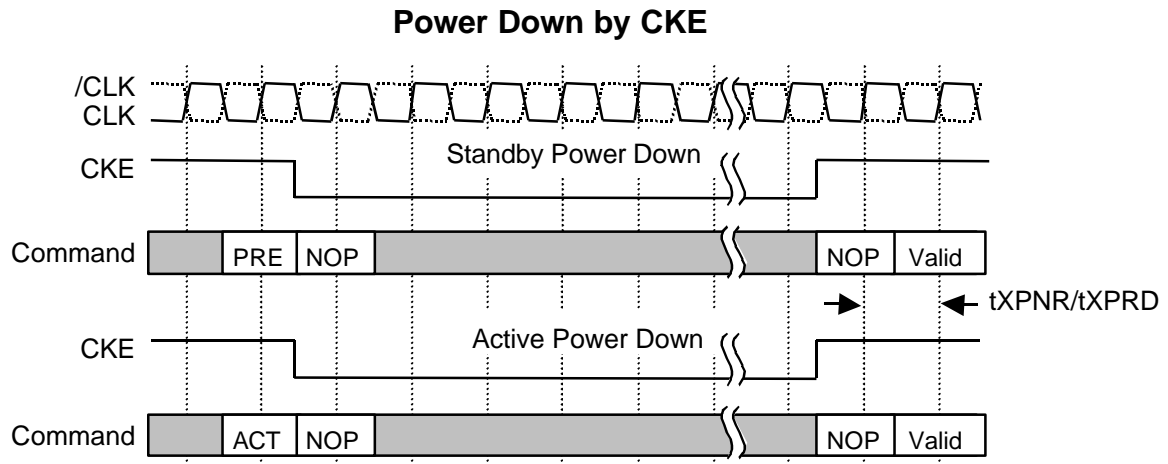 Power Down by CKE
/CLK
CLK
CKE
Standby Power Down
Command
PRE
NOP
NOP
Valid
tXPNR/tXPRD
CKE
Active Power Down
Command
ACT
NOP
NOP
Valid